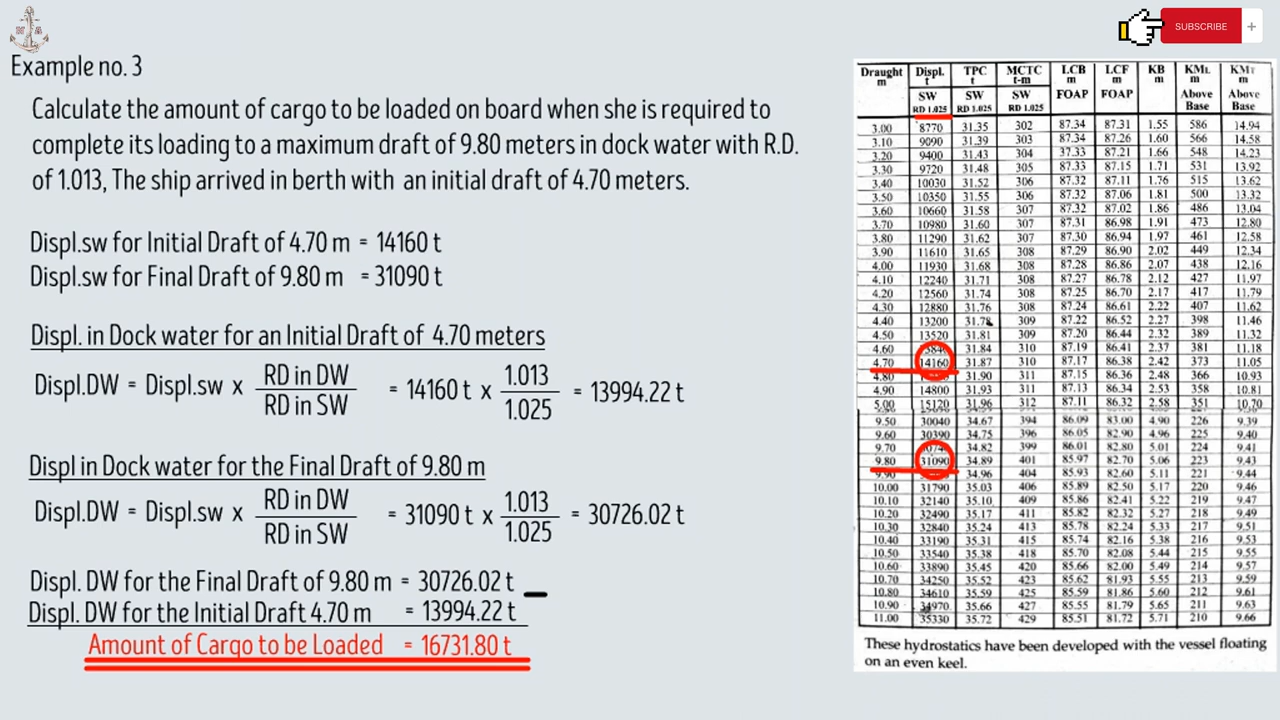 SUBSCRIBE
Example no. 3
Calculate the amount of cargo to be loaded on board when she is required to
complete its loading to a maximum draft of 9.80 meters in dock water with R.D.
of 1.013, The ship arrived in berth with an initial draft of 4.70 meters.
Displ.sw for Initial Draft of 4.70 m = 14160 t
Displ.sw for Final Draft of 9.80 m = 31090 t
Displ. in Dock water for an Initial Draft of 4.70 meters
Displ.DW = Displ.sw x RD in DW / RD in SW = 14160 t x 1.013 / 1.025 = 13994.22 t
Displ in Dock water for the Final Draft of 9.80 m
Displ.DW = Displ.sw x RD in DW / RD in SW = 31090 t x 1.013 / 1.025 = 30726.02 t
Displ. DW for the Final Draft of 9.80 m = 30726.02 t —
Displ. DW for the Initial Draft 4.70 m = 13994.22 t
Amount of Cargo to be Loaded = 16731.80 t
Draught m Displ. t TPC t MCTC t-m LCB m LCF m KB m KML m KMT m
SW RD 1.025 SW RD 1.025 SW RD 1.025 FOAP FOAP Above Base Above Base
3.00 8770 31.35 302 87.34 87.31 1.55 586 14.94
3.10 9090 31.39 303 87.34 87.26 1.60 566 14.58
3.20 9400 31.43 304 37.33 87.21 1.66 548 14.23
3.30 9720 31.48 305 87.33 87.15 1.71 531 13.92
3.40 10030 31.52 306 87.32 87.11 1.76 515 13.62
3.50 10350 31.55 306 87.32 87.06 1.81 500 13.32
3.60 10660 31.58 307 87.32 87.02 1.86 486 13.04
3.70 10980 31.60 307 87.31 86.98 1.91 473 12.80
3.80 11290 31.62 307 87.30 86.94 1.97 461 12.58
3.90 11610 31.65 308 87.29 86.90 2.02 449 12.34
4.00 11930 31.68 308 87.28 86.86 2.07 438 12.16
4.10 12240 31.71 308 87.27 86.78 2.12 427 11.97
4.20 12560 31.74 308 87.25 86.70 2.17 417 11.79
4.30 12880 31.76 308 87.24 86.61 2.22 407 11.62
4.40 13200 31.78 309 87.22 86.52 2.27 398 11.46
4.50 13520 31.81 309 87.20 86.44 2.32 389 11.32
4.60 31.84 310 87.19 86.41 2.37 381 11.18
4.70 14160 31.87 310 87.17 86.38 2.42 373 11.05
4.80 31.90 311 87.15 86.36 2.48 366 10.93
4.90 14800 31.93 311 87.13 86.34 2.53 358 10.81
5.00 15120 31.96 312 87.11 86.32 2.58 351 10.70
9.50 30040 34.67 394 86.09 83.00 4.90 226 9.39
9.60 30390 34.75 396 86.05 82.90 4.96 225 9.40
9.70 34.82 399 86.01 82.80 5.01 224 9.41
9.80 31090 34.89 401 85.97 82.70 5.06 223 9.43
9.90 34.96 404 85.93 82.60 5.11 221 9.44
10.00 31790 35.03 406 85.89 82.50 5.17 220 9.46
10.10 32140 35.10 409 85.86 82.41 5.22 219 9.47
10.20 32490 35.17 411 85.82 82.32 5.27 218 9.49
10.30 32840 35.24 413 85.78 82.24 5.33 217 9.51
10.40 33190 35.31 415 85.74 82.16 5.38 216 9.53
10.50 33540 35.38 418 85.70 82.08 5.44 215 9.55
10.60 33890 35.45 420 85.66 82.00 5.49 214 9.57
10.70 34250 35.52 423 85.62 81.93 5.55 213 9.59
10.80 34610 35.59 425 85.59 81.86 5.60 212 9.61
10.90 34970 35.66 427 85.55 81.79 5.65 211 9.63
11.00 35330 35.72 429 85.51 81.72 5.71 210 9.66
These hydrostatics have been developed with the vessel floating
on an even keel.